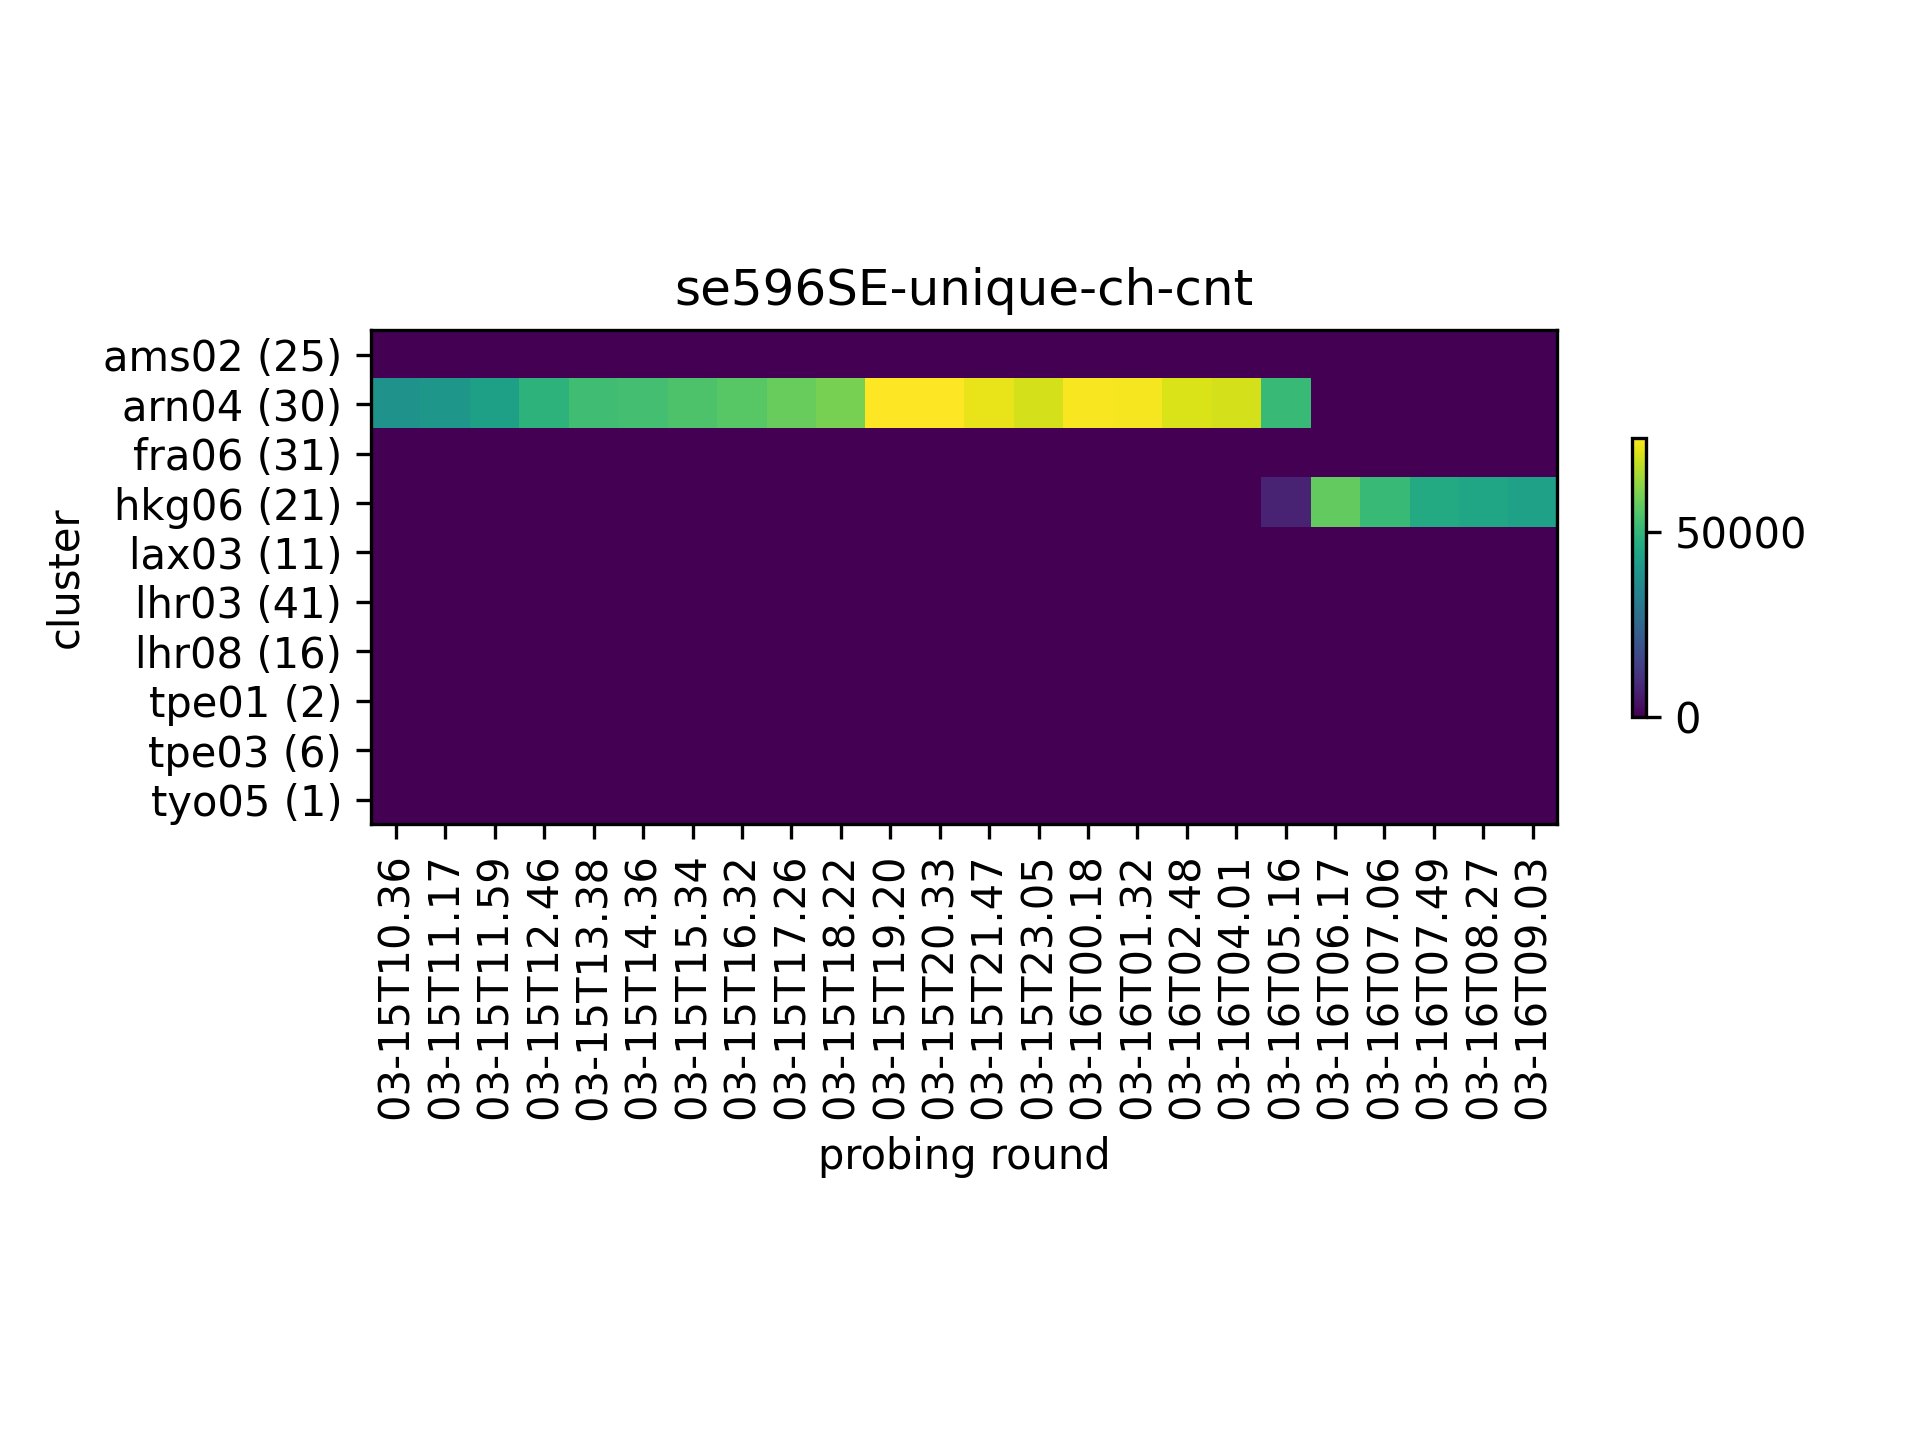 se596SE-unique-ch-cnt
cluster
ams02 (25)
arn04 (30)
fra06 (31)
hkg06 (21)
lax03 (11)
lhr03 (41)
lhr08 (16)
tpe01 (2)
tpe03 (6)
tyo05 (1)
50000
0
03-15T10.36
03-15T11.17
03-15T11.59
03-15T12.46
03-15T13.38
03-15T14.36
03-15T15.34
03-15T16.32
03-15T17.26
03-15T18.22
03-15T19.20
03-15T20.33
03-15T21.47
03-15T23.05
03-16T00.18
03-16T01.32
03-16T02.48
03-16T04.01
03-16T05.16
03-16T06.17
03-16T07.06
03-16T07.49
03-16T08.27
03-16T09.03
probing round